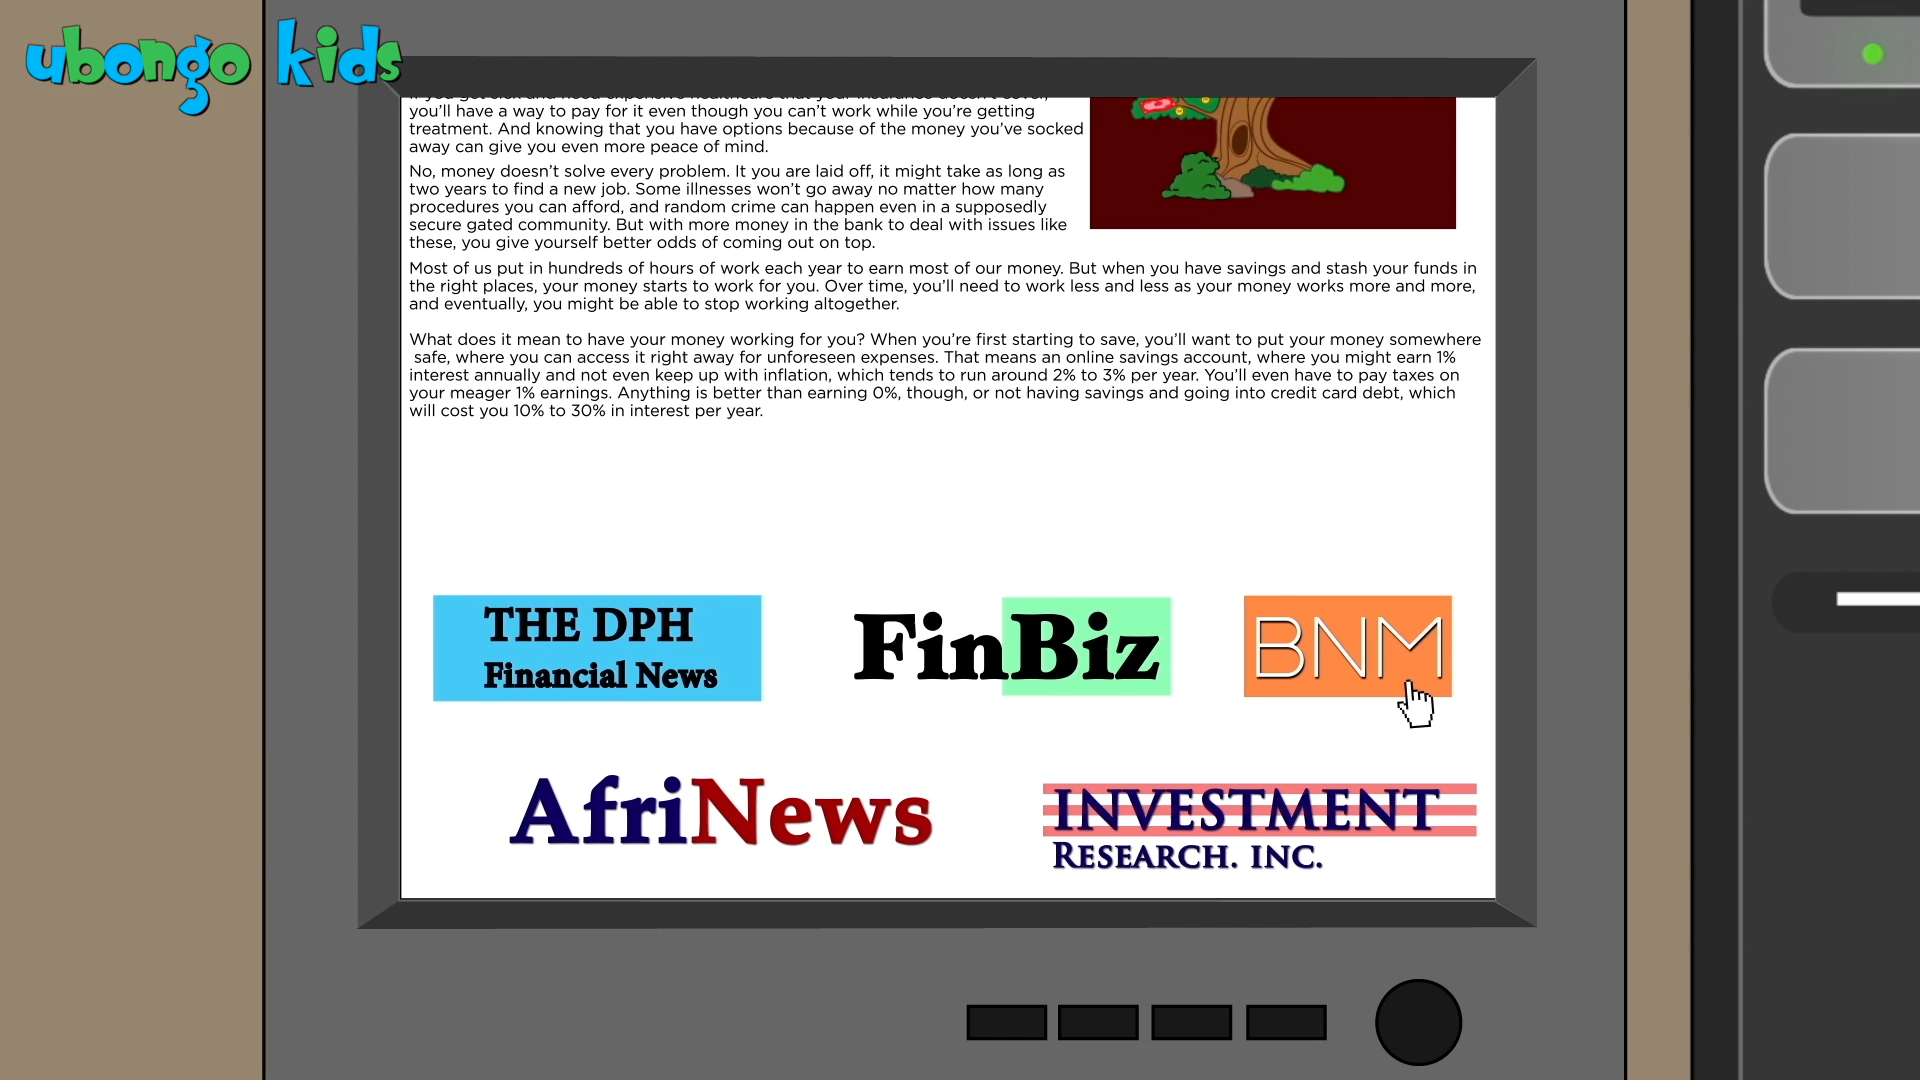 ubongo kids
you'll have a way to pay for it even though you can't work while you're getting
treatment. And knowing that you have options because of the money you've socked
away can give you even more peace of mind.
No, money doesn't solve every problem. It you are laid off, it might take as long as
two years to find a new job. Some illnesses won't go away no matter how many
procedures you can afford, and random crime can happen even in a supposedly
secure gated community. But with more money in the bank to deal with issues like
these, you give yourself better odds of coming out on top.
Most of us put in hundreds of hours of work each year to earn most of our money. But when you have savings and stash your funds in
the right places, your money starts to work for you. Over time, you'll need to work less and less as your money works more and more,
and eventually, you might be able to stop working altogether.
What does it mean to have your money working for you? When you're first starting to save, you'll want to put your money somewhere
safe, where you can access it right away for unforeseen expenses. That means an online savings account, where you might earn 1%
interest annually and not even keep up with inflation, which tends to run around 2% to 3% per year. You'll even have to pay taxes on
your meager 1% earnings. Anything is better than earning 0%, though, or not having savings and going into credit card debt, which
will cost you 10% to 30% in interest per year.
THE DPH
Financial News
FinBiz
BNM
AfriNews
INVESTMENT
RESEARCH. INC.